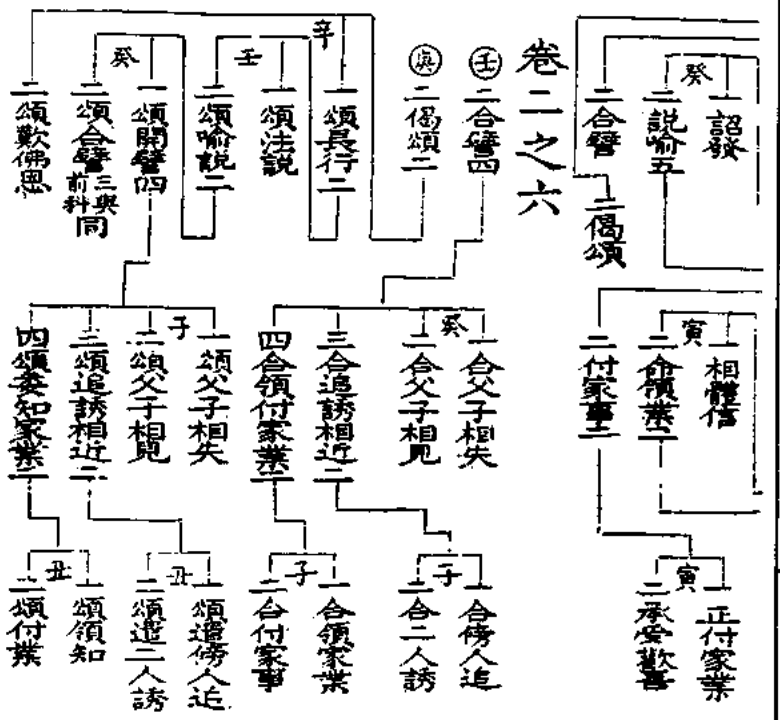 癸
一詔發
二說喻五
二合譬
二偈頌
寅
一相體信
二命領業二
二付家事二
寅
一正付家業
二承受歡喜
卷二之六
壬
二合譬四
庚
二偈頌二
癸
一合父子相失
二合父子相見
三合追誘相近二
四合領付家業二
子
一合傍人追
二合二人誘
子
一合領家業
二合付家事
辛
一頌長行二
二頌歎佛恩
壬
一頌法說
二頌喻說二
癸
一頌開譬四
二頌合譬三與前科同
子
一頌父子相失
二頌父子相見
三頌追誘相近二
四頌委知家業二
丑
一頌遣傍人追
二頌遣二人誘
丑
一頌領知
二頌付業